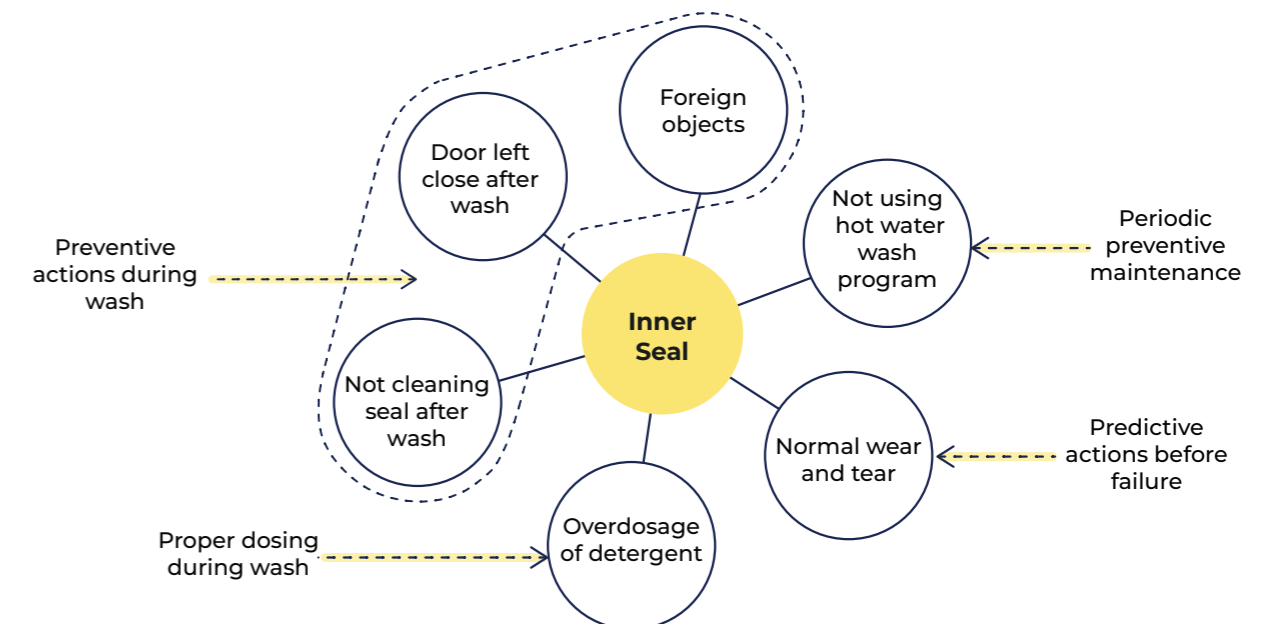 Foreign
objects
Door left
close after
wash
Not using
hot water
wash
program
Periodic
preventive
maintenance
Preventive
actions during
wash
Inner
Seal
Not cleaning
seal after
wash
Normal wear
and tear
Predictive
actions before
failure
Overdosage
of detergent
Proper dosing
during wash